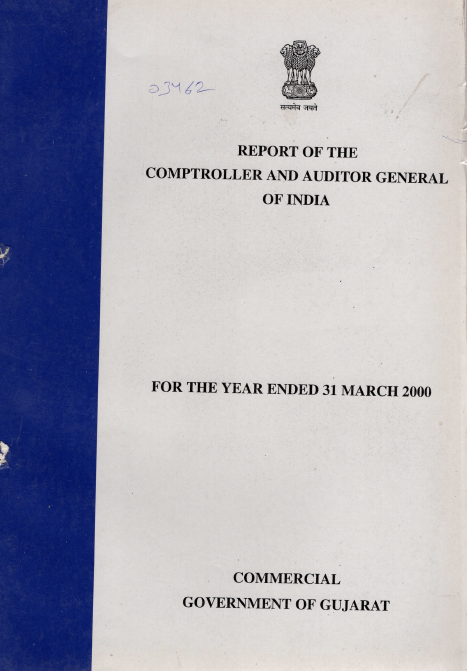 03462
सत्यमेव जयते
REPORT OF THE
COMPTROLLER AND AUDITOR GENERAL
OF INDIA
FOR THE YEAR ENDED 31 MARCH 2000
COMMERCIAL
GOVERNMENT OF GUJARAT